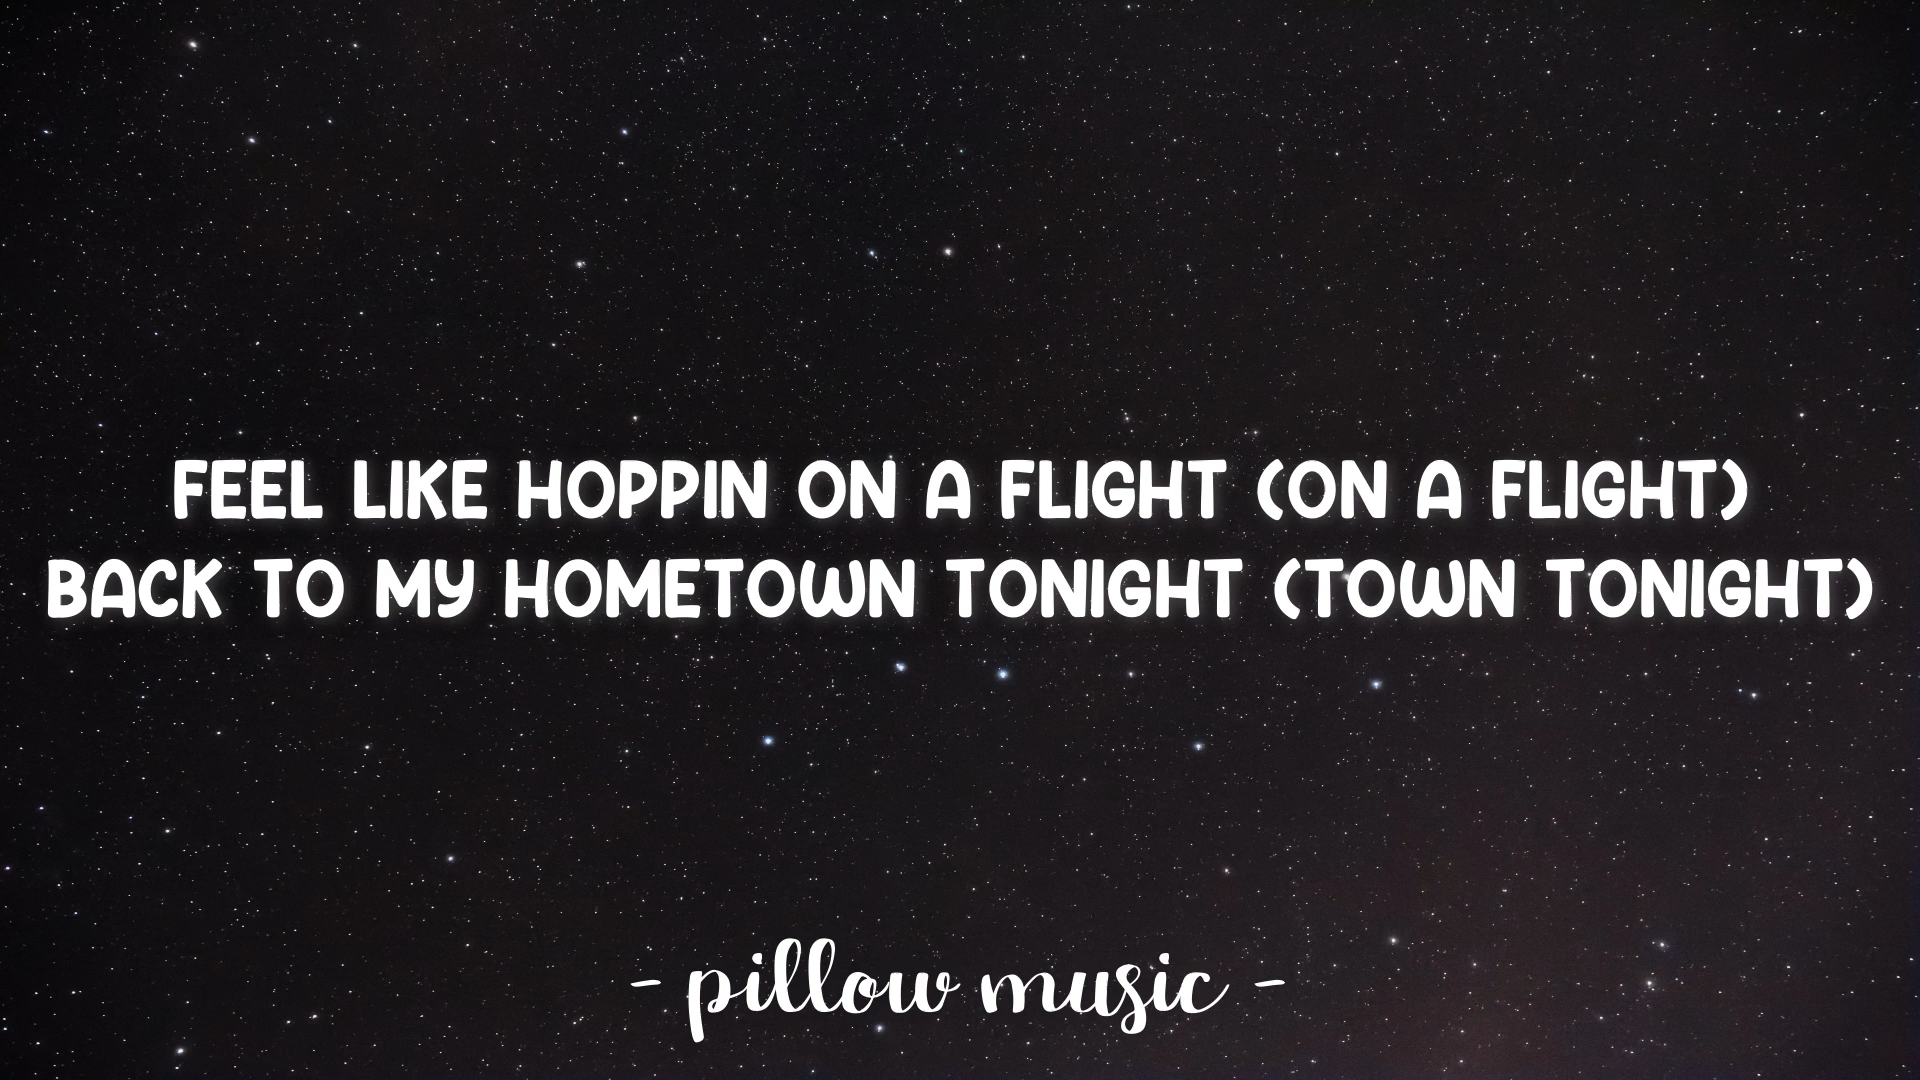 FEEL LIKE HOPPIN ON A FLIGHT (ON A FLIGHT)
BACK TO MY HOMETOWN TONIGHT (TOWN TONIGHT)
- pillow music -